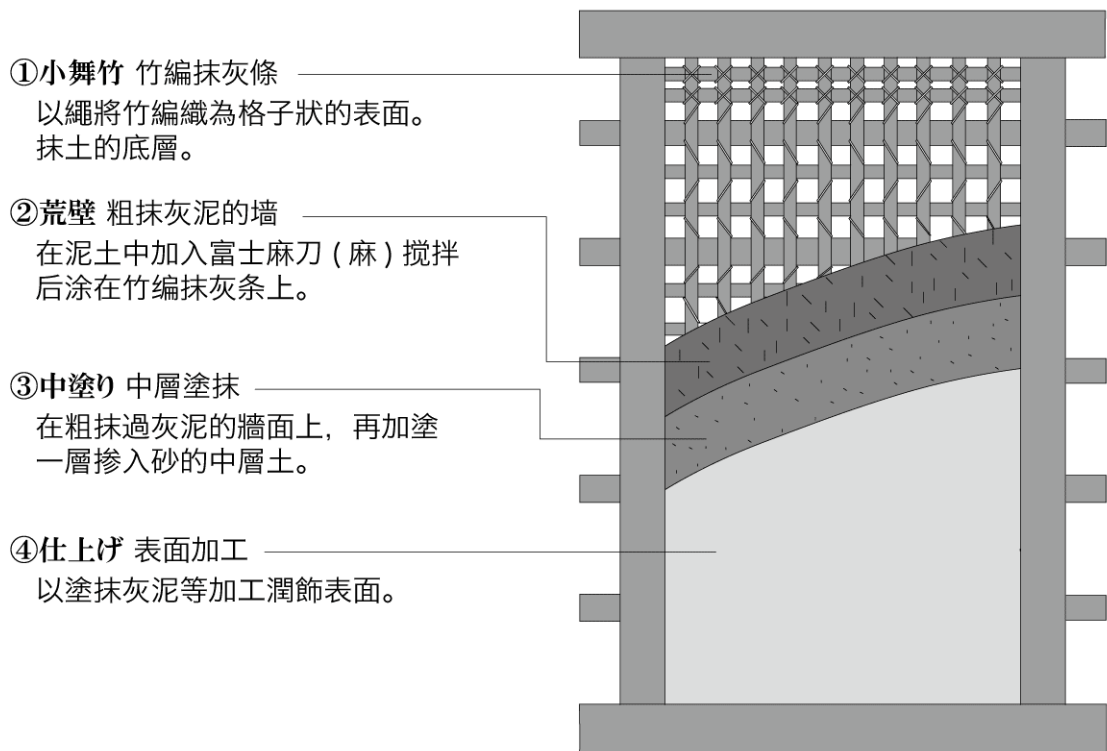 ①小舞竹 竹編抹灰條
以繩將竹編織為格子狀的表面。
抹土的底層。
②荒壁 粗抹灰泥的墙
在泥土中加入富士麻刀 ( 麻 ) 搅拌
后涂在竹编抹灰条上。
③中塗り 中層塗抹
在粗抹過灰泥的牆面上，再加塗
一層摻入砂的中層土。
④仕上げ 表面加工
以塗抹灰泥等加工潤飾表面。